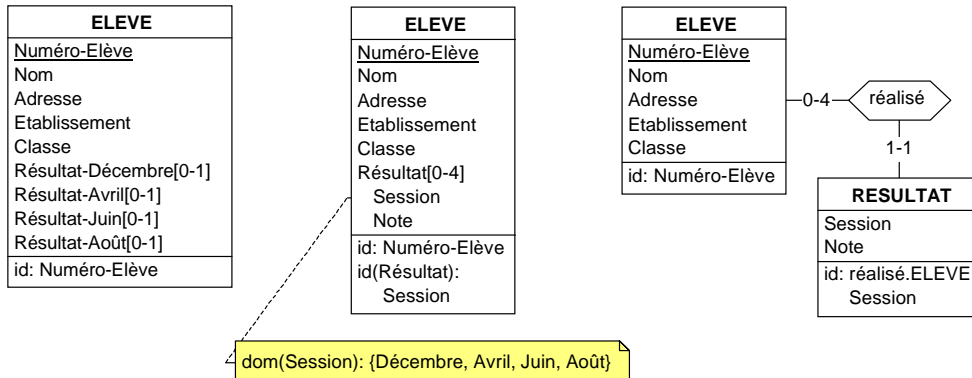 ELEVE
Numéro-Elève
Nom
Adresse
Etablissement
Classe
Résultat-Décembre[0-1]
Résultat-Avril[0-1]
Résultat-Juin[0-1]
Résultat-Août[0-1]
id: Numéro-Elève
ELEVE
Numéro-Elève
Nom
Adresse
Etablissement
Classe
Résultat[0-4]
Session
Note
id: Numéro-Elève
id(Résultat):
Session
dom(Session): {Décembre, Avril, Juin, Août}
ELEVE
Numéro-Elève
Nom
Adresse
Etablissement
Classe
id: Numéro-Elève
0-4
réalisé
1-1
RESULTAT
Session
Note
id: réalisé.ELEVE
Session